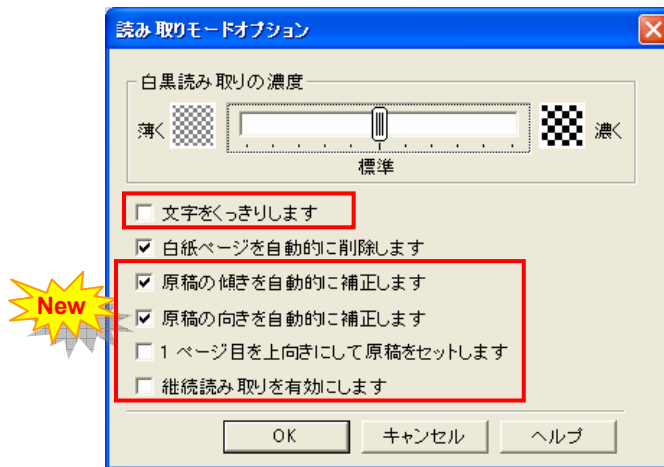 読み取りモードオプション
白黒読み取りの濃度
薄く
濃く
標準
文字をくっきりします
白紙ページを自動的に削除します
原稿の傾きを自動的に補正します
New
原稿の向きを自動的に補正します
1 ページ目を上向きにして原稿をセットします
継続読み取りを有効にします
OK キャンセル ヘルプ